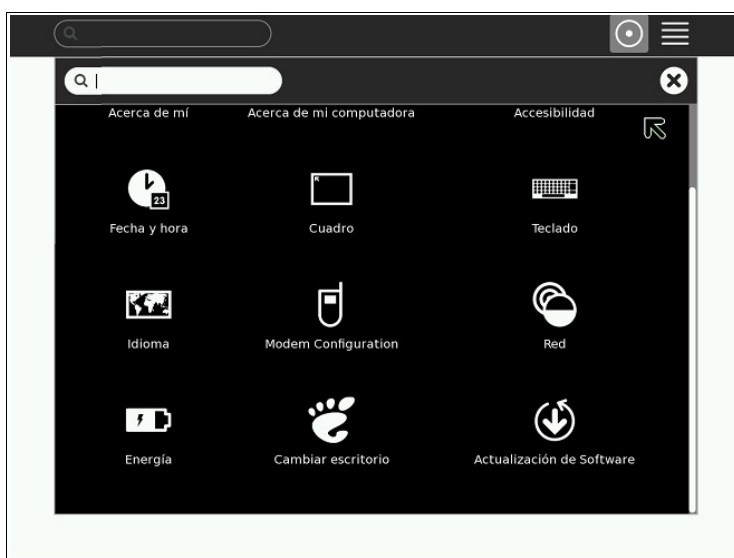 Acerca de mí
Acerca de mi computadora
Accesibilidad
23
Fecha y hora
Cuadro
Teclado
Idioma
Modem Configuration
Red
Energía
Cambiar escritorio
Actualización de Software